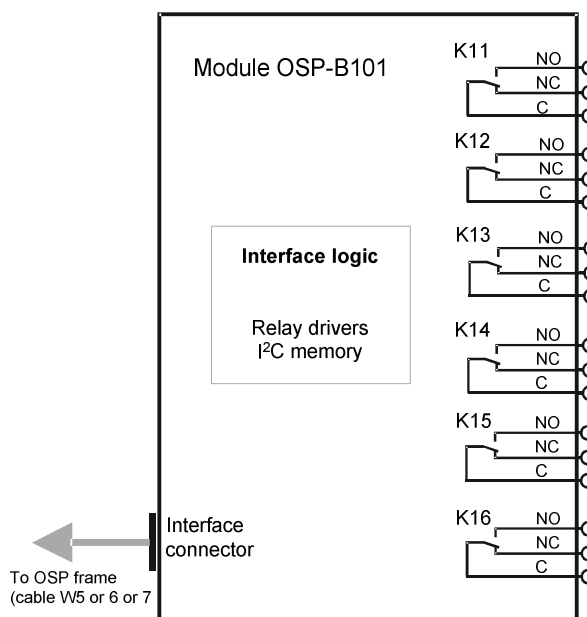 Module OSP-B101
K11
NO
NC
C
K12
NO
NC
C
K13
NO
NC
C
Interface logic
Relay drivers
I²C memory
K14
NO
NC
C
K15
NO
NC
C
K16
NO
NC
C
Interface
connector
To OSP frame
(cable W5 or 6 or 7